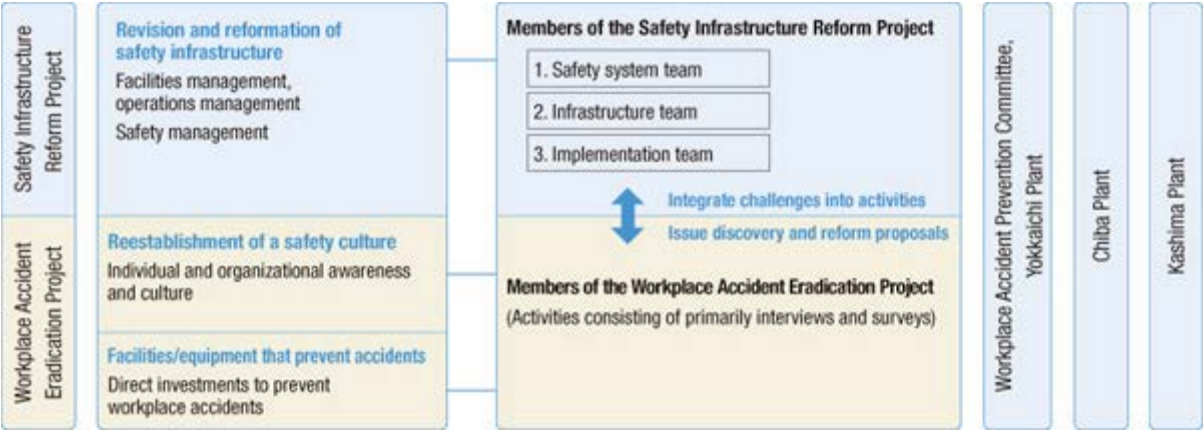 Safety Infrastructure
Reform Project
Revision and reformation of
safety infrastructure
Facilities management,
operations management
Safety management
Members of the Safety Infrastructure Reform Project
1. Safety system team
2. Infrastructure team
3. Implementation team
Integrate challenges into activities
Issue discovery and reform proposals
Workplace Accident
Eradication Project
Reestablishment of a safety culture
Individual and organizational awareness
and culture
Facilities/equipment that prevent accidents
Direct investments to prevent
workplace accidents
Members of the Workplace Accident Eradication Project
(Activities consisting of primarily interviews and surveys)
Workplace Accident Prevention Committee,
Yokkaichi Plant
Chiba Plant
Kashima Plant